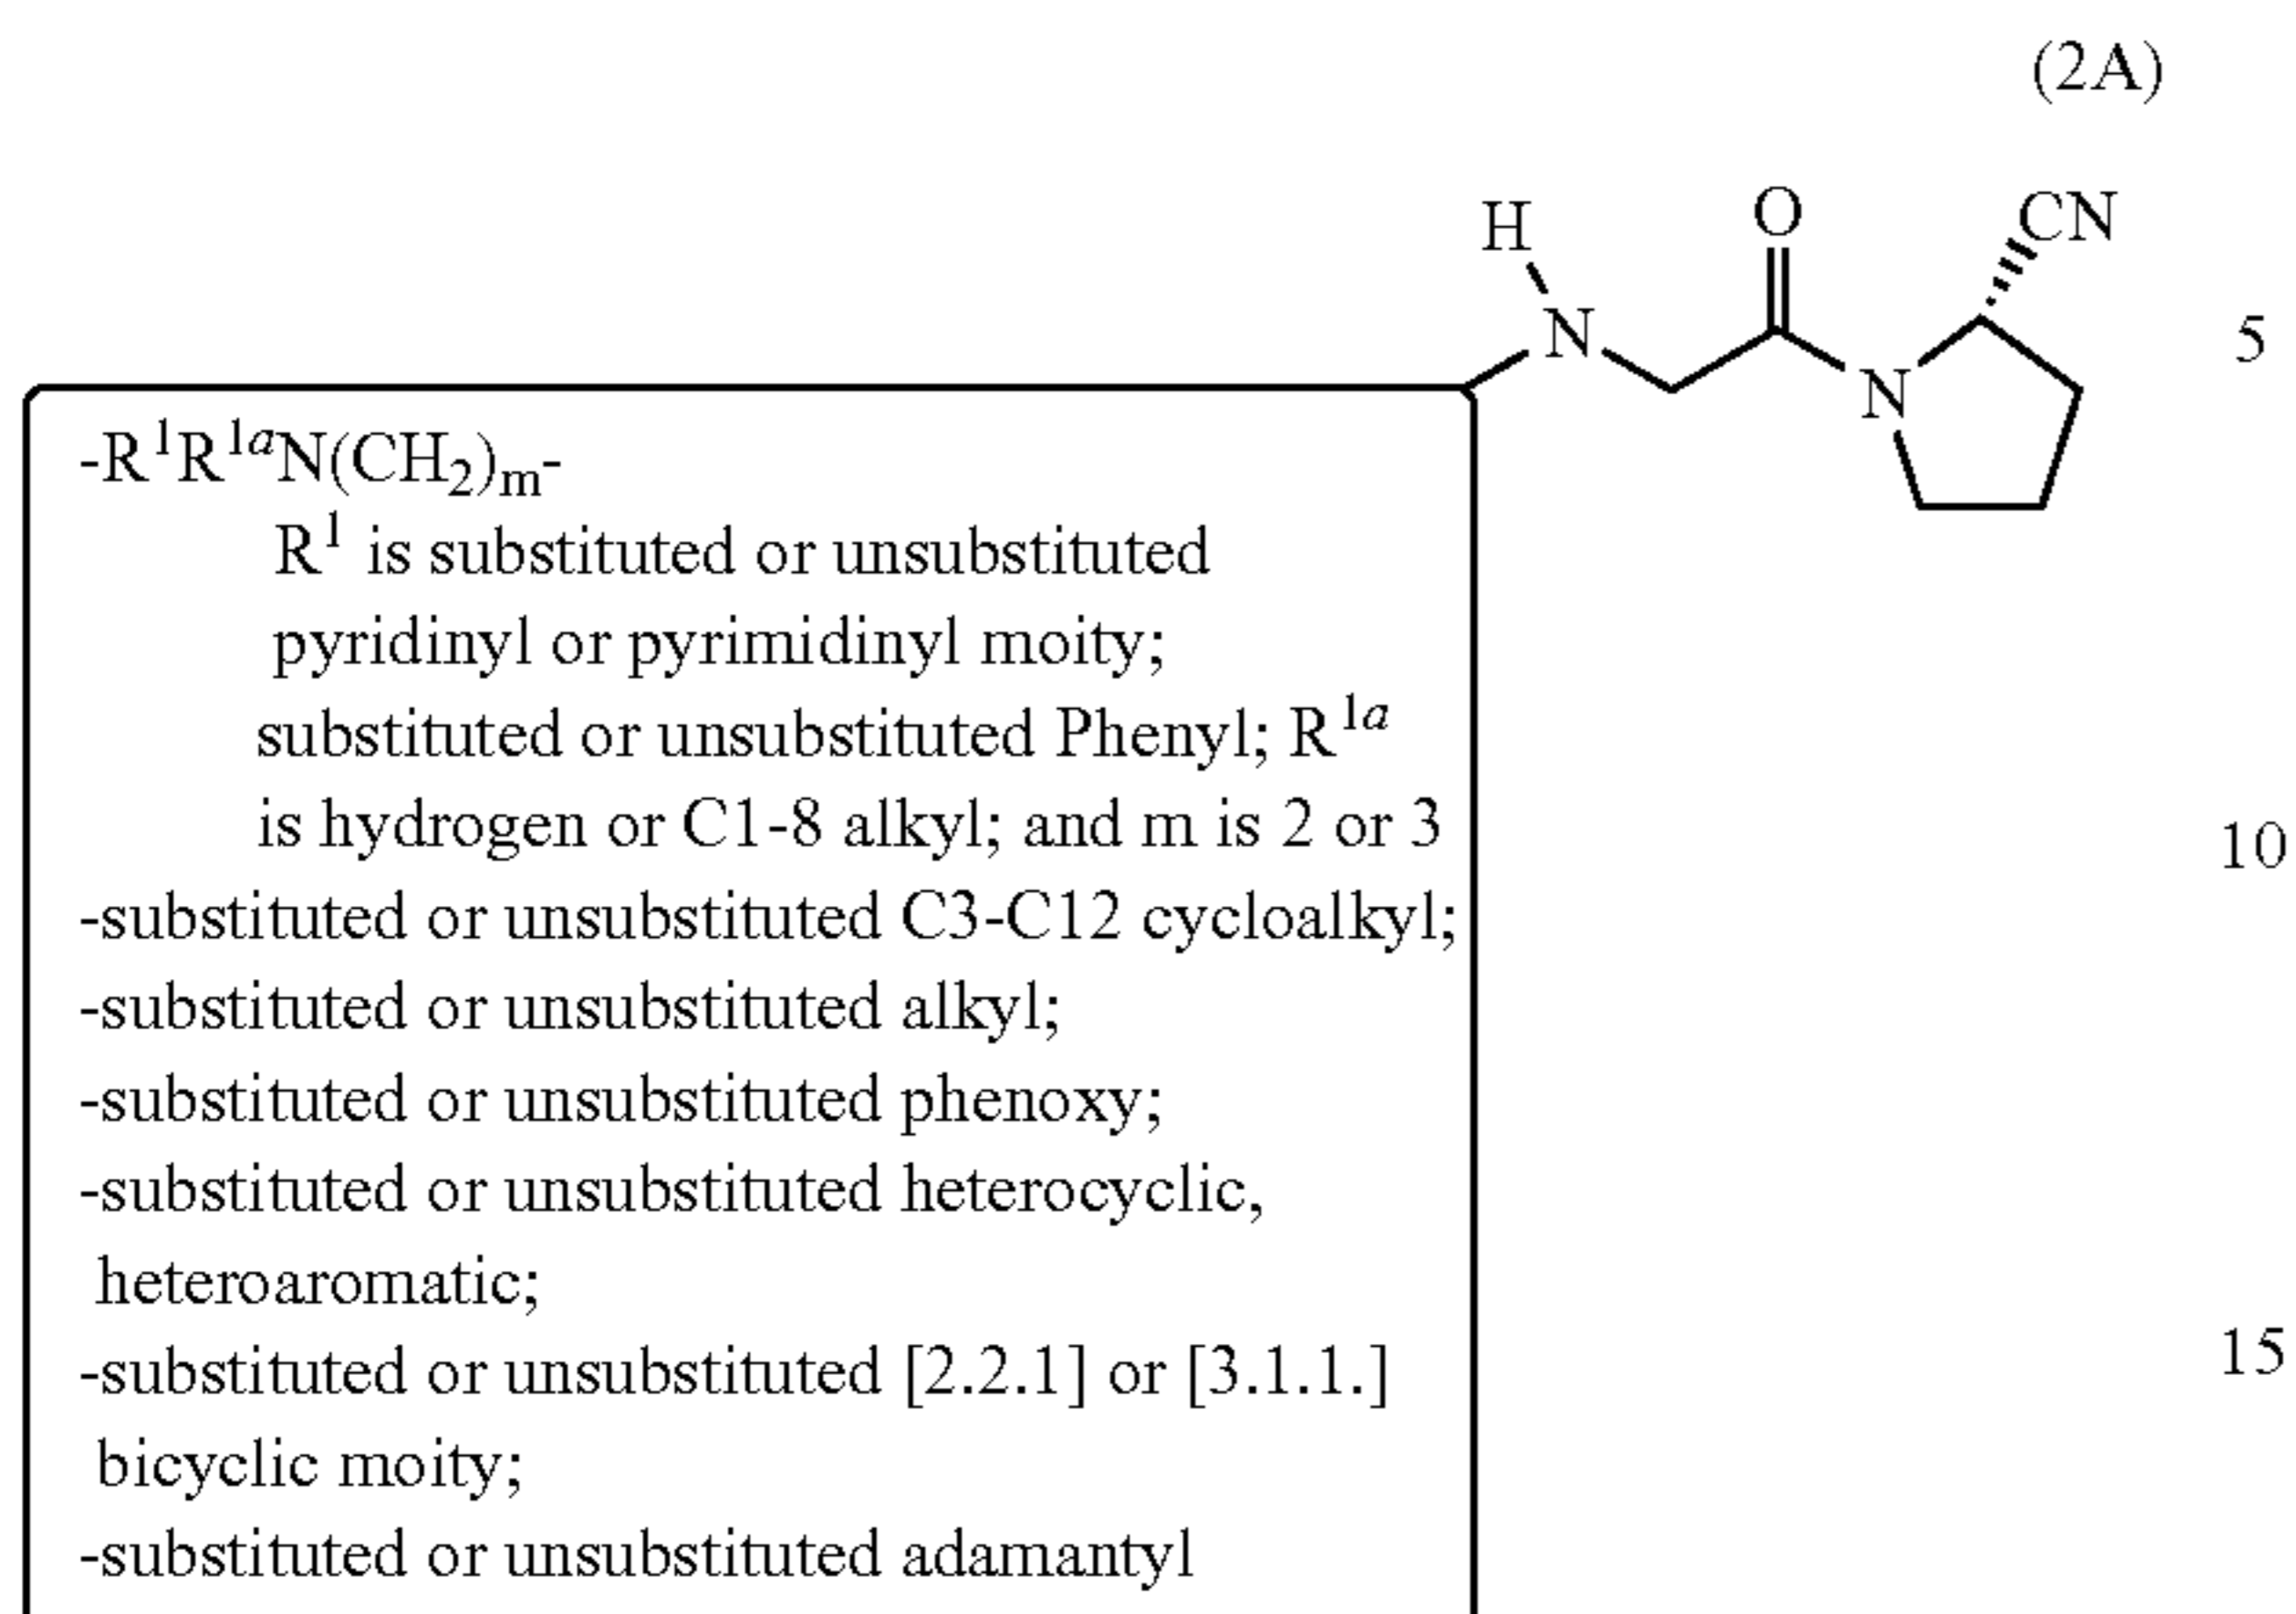 (2A)
H
O
CN
N
5
N
-R¹R¹ᵃN(CH₂)ₘ-
R¹ is substituted or unsubstituted
pyridinyl or pyrimidinyl moity;
substituted or unsubstituted Phenyl; R¹ᵃ
is hydrogen or C1-8 alkyl; and m is 2 or 3
10
-substituted or unsubstituted C3-C12 cycloalkyl;
-substituted or unsubstituted alkyl;
-substituted or unsubstituted phenoxy;
-substituted or unsubstituted heterocyclic,
heteroaromatic;
-substituted or unsubstituted [2.2.1] or [3.1.1.]
15
bicyclic moity;
-substituted or unsubstituted adamantyl